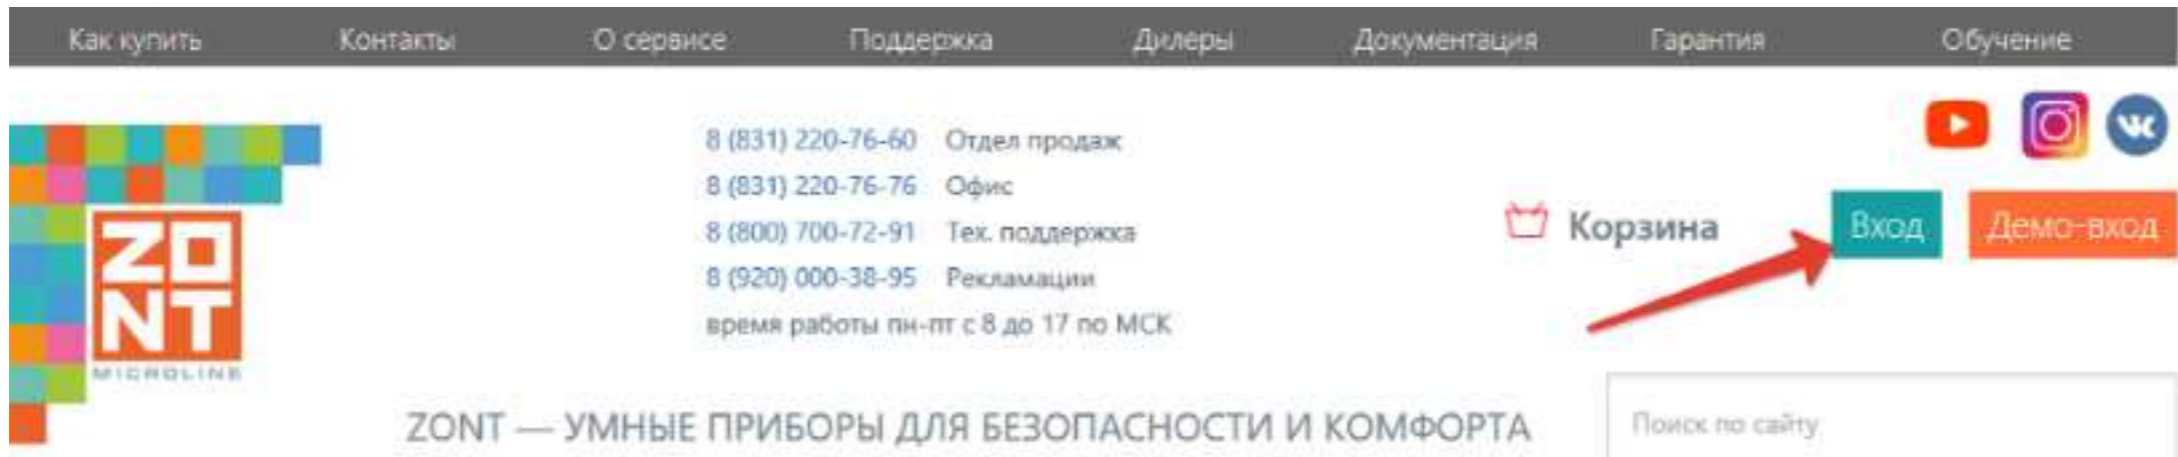 Как купить Контакты О сервисе Поддержка Дилеры Документация Гарантия Обучение
8 (831) 220-76-60 Отдел продаж
8 (831) 220-76-76 Офис
8 (800) 700-72-91 Тех. поддержка
8 (920) 000-38-95 Рекламации
время работы пн-пт с 8 до 17 по МСК
Корзина Вход Демо-вход
ZO
NT
MICROLINE
ZONT — УМНЫЕ ПРИБОРЫ ДЛЯ БЕЗОПАСНОСТИ И КОМФОРТА
Поиск по сайту